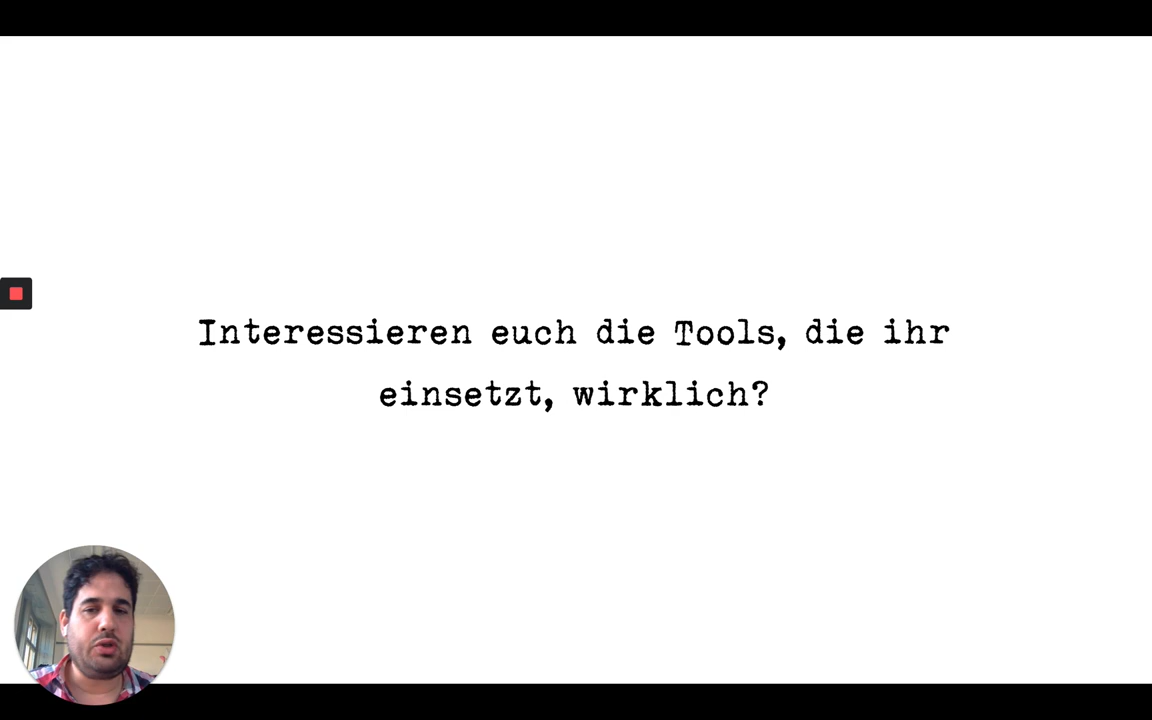 Interessieren euch die Tools, die ihr
einsetzt, wirklich?